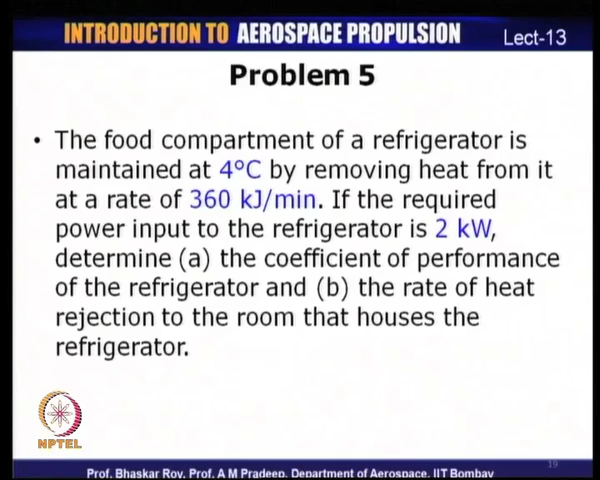 INTRODUCTION TO AEROSPACE PROPULSION Lect-13
Problem 5
• The food compartment of a refrigerator is
maintained at 4°C by removing heat from it
at a rate of 360 kJ/min. If the required
power input to the refrigerator is 2 kW,
determine (a) the coefficient of performance
of the refrigerator and (b) the rate of heat
rejection to the room that houses the
refrigerator.
NPTEL
19
Prof. Bhaskar Roy, Prof. A M Pradeep, Department of Aerospace, IIT Bombay